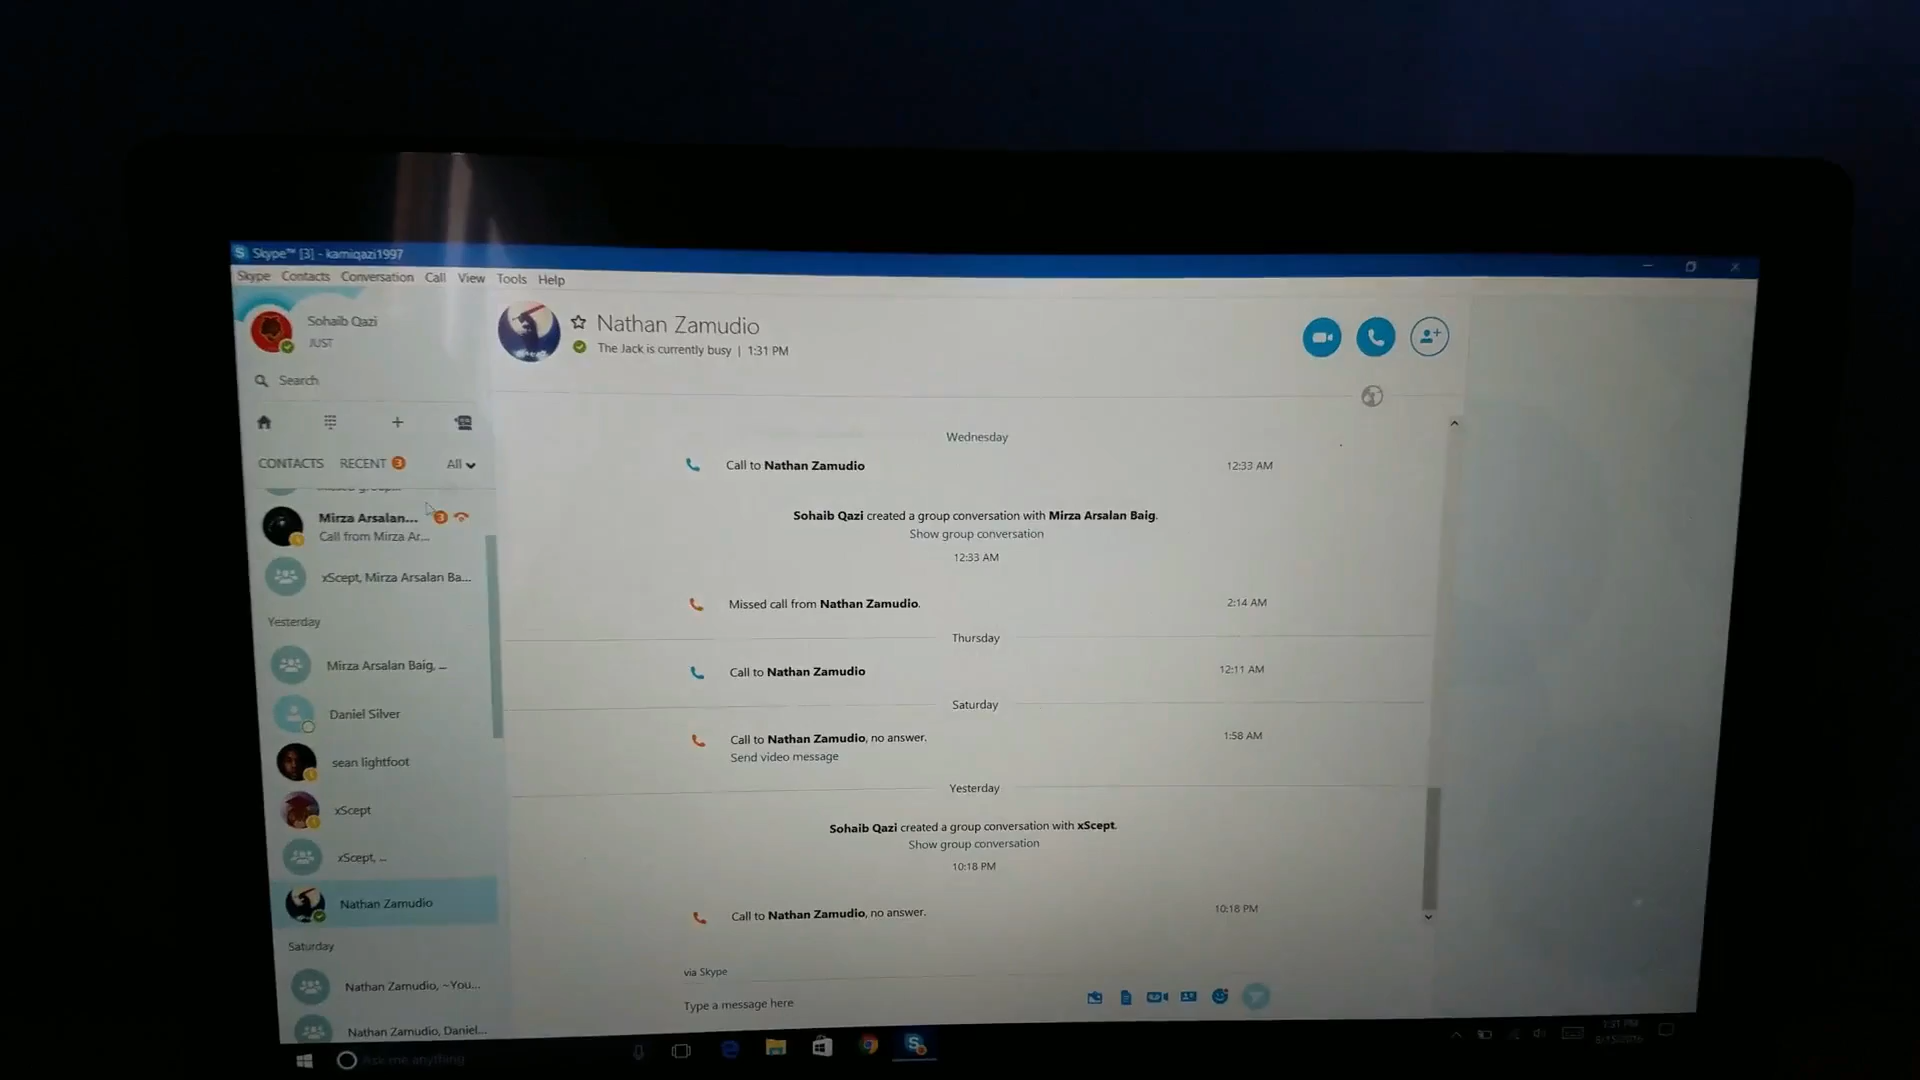 Skype™ [3] - kamiqazi1997
Skype Contacts Conversation Call View Tools Help
Sohaib Qazi
JUST
Search
CONTACTS RECENT 3 All
Mirza Arsalan... 3
Call from Mirza Ar...
xScept, Mirza Arsalan Ba...
Yesterday
Mirza Arsalan Baig, ...
Daniel Silver
sean lightfoot
xScept
xScept, ...
Nathan Zamudio
Saturday
Nathan Zamudio, ~You...
Nathan Zamudio, Daniel...
Nathan Zamudio
The Jack is currently busy | 1:31 PM
Wednesday
Call to Nathan Zamudio 12:33 AM
Sohaib Qazi created a group conversation with Mirza Arsalan Baig.
Show group conversation
12:33 AM
Missed call from Nathan Zamudio. 2:14 AM
Thursday
Call to Nathan Zamudio 12:11 AM
Saturday
Call to Nathan Zamudio, no answer. 1:58 AM
Send video message
Yesterday
Sohaib Qazi created a group conversation with xScept.
Show group conversation
10:18 PM
Call to Nathan Zamudio, no answer. 10:18 PM
via Skype
Type a message here
Ask me anything